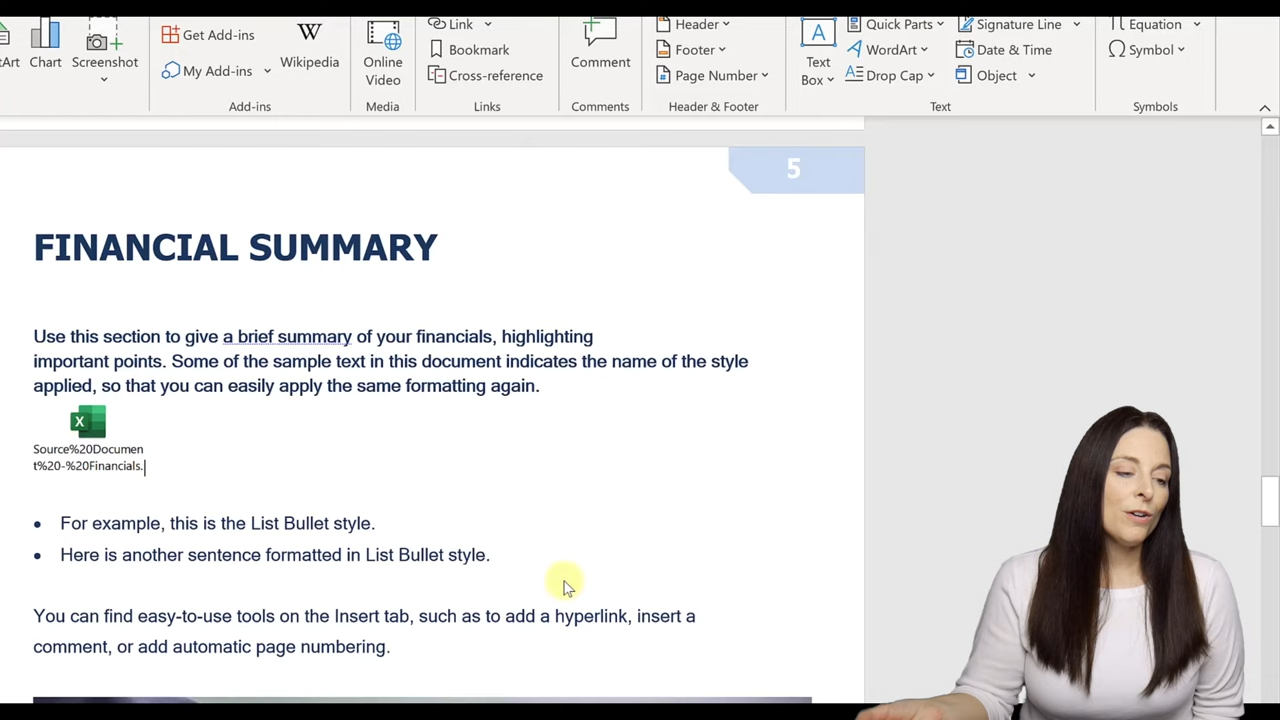 Link
Header
Quick Parts
Signature Line
Equation
Get Add-ins
Bookmark
Footer
WordArt
Date & Time
Symbol
Art
Chart
Screenshot
Wikipedia
Online
Video
Comment
Text
Box
My Add-ins
Cross-reference
Page Number
Drop Cap
Object
Add-ins
Media
Links
Comments
Header & Footer
Text
Symbols
5
FINANCIAL SUMMARY
Use this section to give a brief summary of your financials, highlighting
important points. Some of the sample text in this document indicates the name of the style
applied, so that you can easily apply the same formatting again.
X
Source%20Documen
t%20-%20Financials.
• For example, this is the List Bullet style.
• Here is another sentence formatted in List Bullet style.
You can find easy-to-use tools on the Insert tab, such as to add a hyperlink, insert a
comment, or add automatic page numbering.